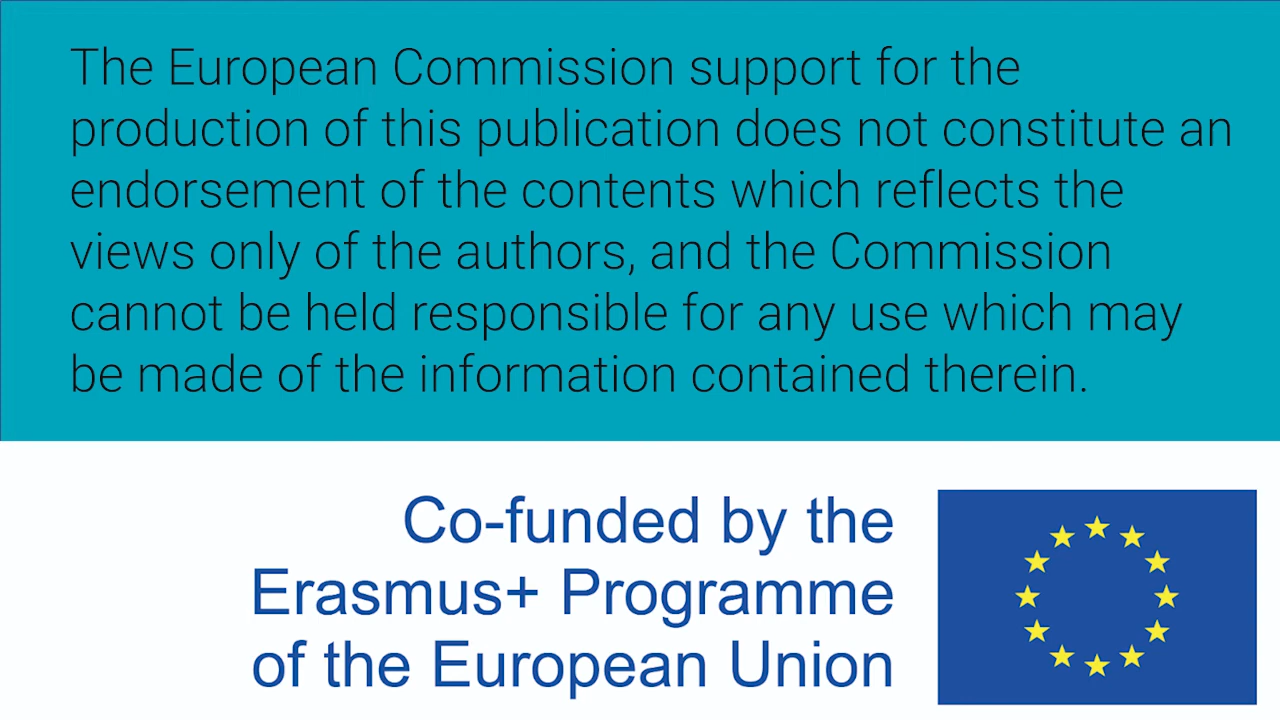 The European Commission support for the
production of this publication does not constitute an
endorsement of the contents which reflects the
views only of the authors, and the Commission
cannot be held responsible for any use which may
be made of the information contained therein.
Co-funded by the
Erasmus+ Programme
of the European Union